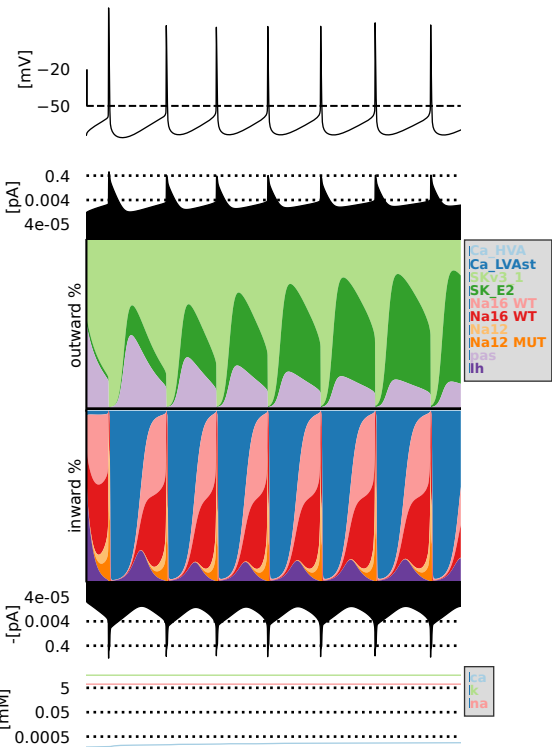 [mV]
−20
−50
[pA]
0.4
0.004
4e-05
outward %
Ca_HVA
Ca_LVAst
SKv3_1
SK_E2
Na16 WT
Na16 WT
Na12
Na12 MUT
pas
Ih
inward %
-[pA]
4e-05
0.004
0.4
[mM]
5
0.05
0.0005
ca
k
na